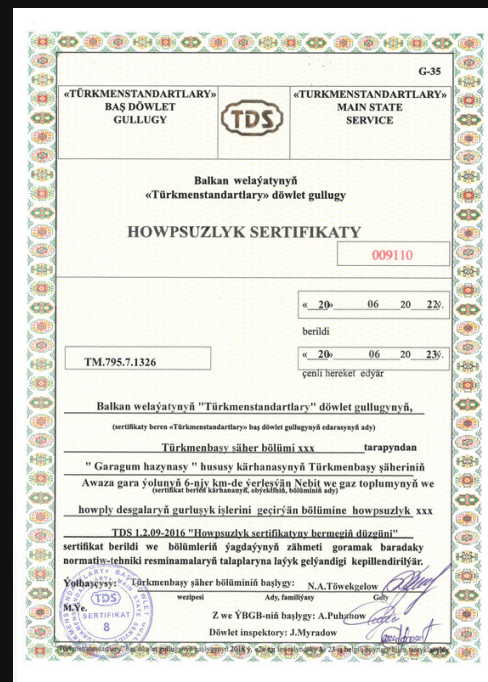 G-35
«TÜRKMENSTANDARTLARY»
BAŞ DÖWLET
GULLUGY
TDS
«TURKMENSTANDARTLARY»
MAIN STATE
SERVICE
Balkan welaýatynyň
«Türkmenstandartlary» döwlet gullugy
HOWPSUZLYK SERTIFIKATY
009110
« 20» 06 20 22ý.
berildi
TM.795.7.1326
« 20» 06 20 23ý.
çenli hereket edýär
Balkan welaýatynyň "Türkmenstandartlary" döwlet gullugynyň,
(sertifikaty beren «Türkmenstandartlary» baş döwlet gullugynyň edarasynyň ady)
Türkmenbaşy säher bölümi xxx tarapyndan
" Garagum hazynasy " hususy kärhanasynyň Türkmenbaşy şäheriniň
Awaza gara ýolunyň 6-njy km-de ýerleşýän Nebit we gaz toplumynyň we
(sertifikat berlen kärhananyň, obýektiniň, bölüminiň ady)
howply desgalaryň gurluşyk işlerini geçirýän bölümine howpsuzlyk xxx
TDS 1.2.09-2016 "Howpsuzlyk sertifikatyny bermegiň düzgüni"
sertifikat berildi we bölümleriň ýagdaýynyň zähmeti goramak baradaky
normatiw-tehniki resminamalaryň talaplaryna laýyk gelýandigi kepillendirilýär.
Ýolbaşçysy: Türkmenbaşy şäher bölüminiň başlygy: N.A.Töwekgelow
wezipesi Ady, familiýasy Goly
M.Ýe.
TDS
SERTIFIKAT
8
Z we ÝBGB-niň başlygy: A.Puhanow
Döwlet inspektory: J.Myradow